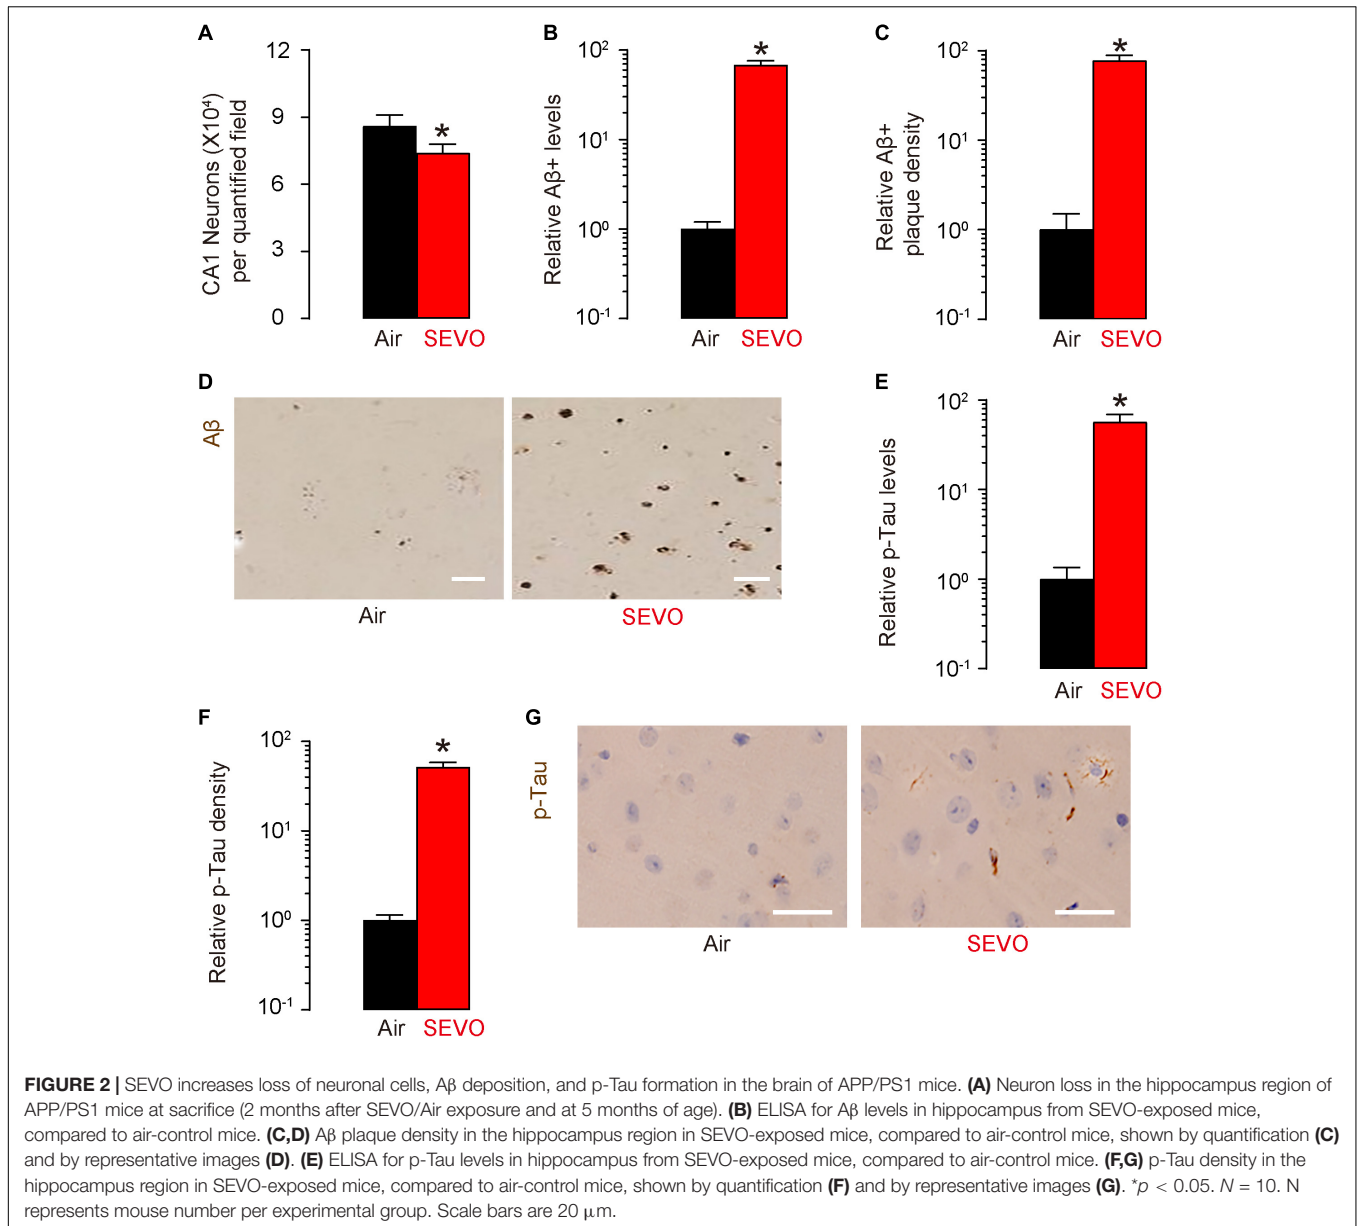 A
12
9
6
3
0
CA1 Neurons (X10⁴)
per quantified field
*
Air SEVO
B
10²
10¹
10⁰
10⁻¹
Relative Aβ+ levels
*
Air SEVO
C
10²
10¹
10⁰
10⁻¹
Relative Aβ+
plaque density
*
Air SEVO
D
Aβ
Air
SEVO
E
10²
10¹
10⁰
10⁻¹
Relative p-Tau levels
*
Air SEVO
F
10²
10¹
10⁰
10⁻¹
Relative p-Tau density
*
Air SEVO
G
p-Tau
Air
SEVO
FIGURE 2 | SEVO increases loss of neuronal cells, Aβ deposition, and p-Tau formation in the brain of APP/PS1 mice. (A) Neuron loss in the hippocampus region of
APP/PS1 mice at sacrifice (2 months after SEVO/Air exposure and at 5 months of age). (B) ELISA for Aβ levels in hippocampus from SEVO-exposed mice,
compared to air-control mice. (C,D) Aβ plaque density in the hippocampus region in SEVO-exposed mice, compared to air-control mice, shown by quantification (C)
and by representative images (D). (E) ELISA for p-Tau levels in hippocampus from SEVO-exposed mice, compared to air-control mice. (F,G) p-Tau density in the
hippocampus region in SEVO-exposed mice, compared to air-control mice, shown by quantification (F) and by representative images (G). *p < 0.05. N = 10. N
represents mouse number per experimental group. Scale bars are 20 μm.